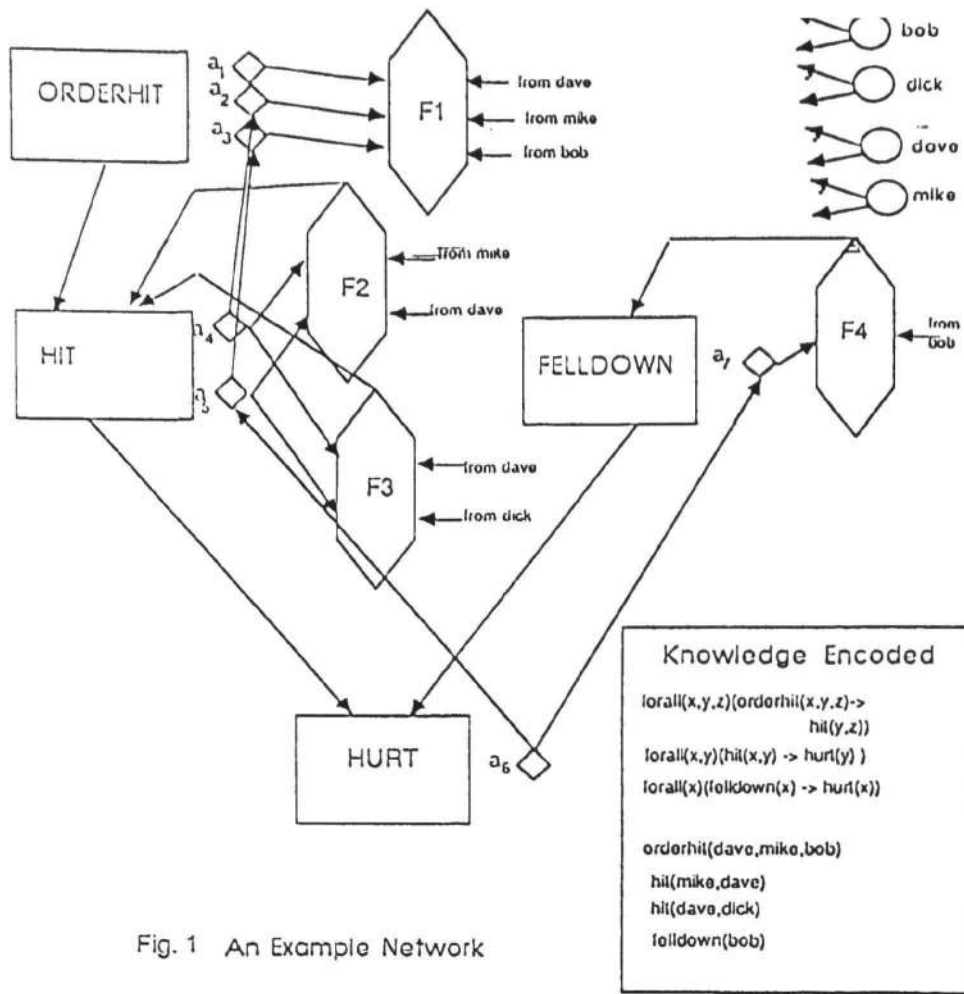 ORDERHIT
a1
a2
a3
F1
from dave
from mike
from bob
bob
dick
dave
mike
HIT
a4
a5
F2
from mike
from dave
F3
from dave
from dick
FELLDOWN
a7
F4
from
bob
HURT
a6
Knowledge Encoded
forall(x,y,z)(orderhit(x,y,z)->
hit(y,z))
forall(x,y)(hit(x,y) -> hurt(y) )
forall(x)(felldown(x) -> hurt(x))
orderhit(dave,mike,bob)
hit(mike,dave)
hit(dave,dick)
felldown(bob)
Fig. 1 An Example Network